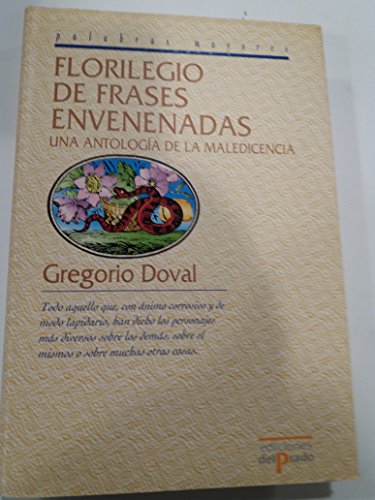 palabras mayores
FLORILEGIO
DE FRASES
ENVENENADAS
UNA ANTOLOGÍA DE LA MALEDICENCIA
Gregorio Doval
Todo aquello que, con ánimo corrosivo y de
modo lapidario, han dicho los personajes
más diversos sobre los demás, sobre sí
mismos o sobre muchas otras cosas.
ediciones
delPrado